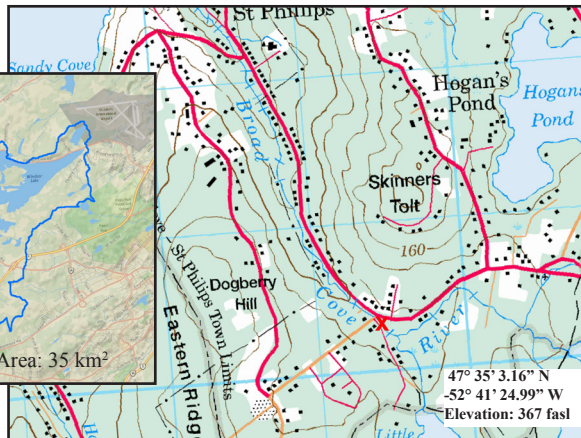 St Philips
Sandy Cove
Hogan's
Pond
Hogans
Pond
Broad
Skinners
Tolt
160
Dogberry
Hill
Cove
River
St Philips Town Limits
Eastern Ridge
X
Area: 35 km²
47° 35’ 3.16” N
-52° 41’ 24.99” W
Elevation: 367 fasl
Little